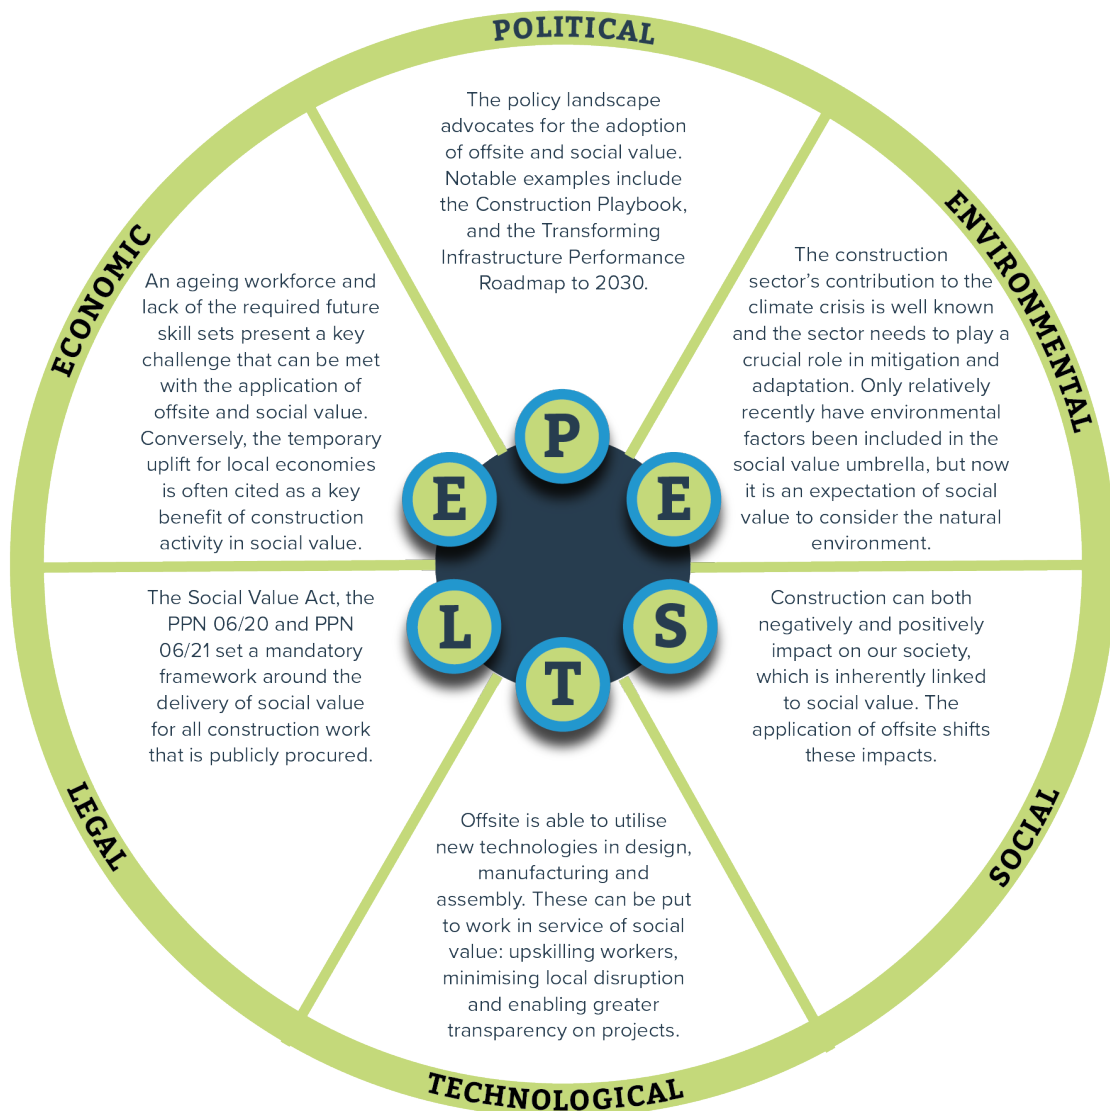 POLITICAL
The policy landscape
advocates for the adoption
of offsite and social value.
Notable examples include
the Construction Playbook,
and the Transforming
Infrastructure Performance
Roadmap to 2030.
ENVIRONMENTAL
The construction
sector’s contribution to the
climate crisis is well known
and the sector needs to play a
crucial role in mitigation and
adaptation. Only relatively
recently have environmental
factors been included in the
social value umbrella, but now
it is an expectation of social
value to consider the natural
environment.
SOCIAL
Construction can both
negatively and positively
impact on our society,
which is inherently linked
to social value. The
application of offsite shifts
these impacts.
TECHNOLOGICAL
Offsite is able to utilise
new technologies in design,
manufacturing and
assembly. These can be put
to work in service of social
value: upskilling workers,
minimising local disruption
and enabling greater
transparency on projects.
LEGAL
The Social Value Act, the
PPN 06/20 and PPN
06/21 set a mandatory
framework around the
delivery of social value
for all construction work
that is publicly procured.
ECONOMIC
An ageing workforce and
lack of the required future
skill sets present a key
challenge that can be met
with the application of
offsite and social value.
Conversely, the temporary
uplift for local economies
is often cited as a key
benefit of construction
activity in social value.
P
E
S
T
L
E